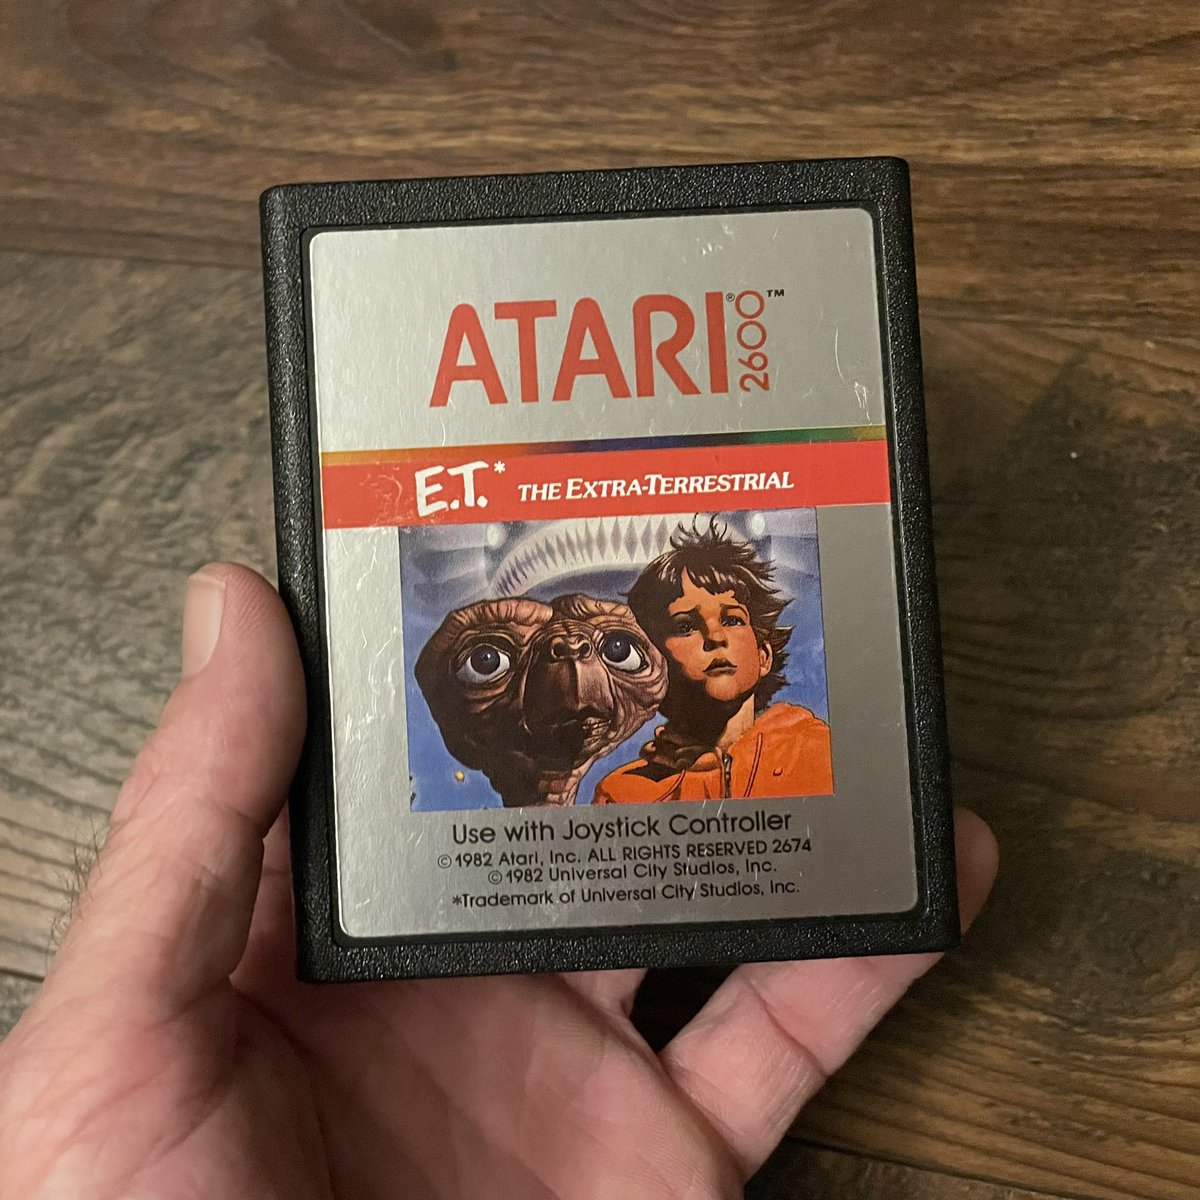 ATARI® 2600™
E.T.* THE EXTRA-TERRESTRIAL
Use with Joystick Controller
© 1982 Atari, Inc. ALL RIGHTS RESERVED 2674
© 1982 Universal City Studios, Inc.
*Trademark of Universal City Studios, Inc.